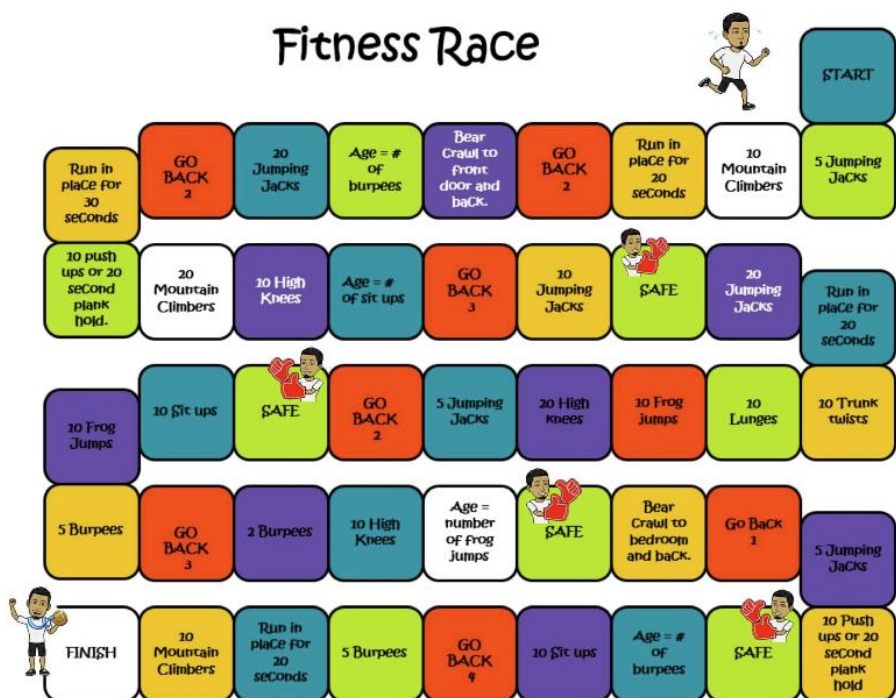 Fitness Race
START
Run in
place for
30
seconds
GO
BACK
2
20
Jumping
Jacks
Age = #
of
burpees
Bear
Crawl to
front
door and
back.
GO
BACK
2
Run in
place for
20
seconds
10
Mountain
Climbers
5 Jumping
Jacks
10 push
ups or 20
second
plank
hold.
20
Mountain
Climbers
10 High
Knees
Age = #
of sit ups
GO
BACK
3
10
Jumping
Jacks
SAFE
20
Jumping
Jacks
Run in
place for
20
seconds
10 Frog
Jumps
10 Sit ups
SAFE
GO
BACK
2
5 Jumping
Jacks
20 High
knees
10 Frog
jumps
10
Lunges
10 Trunk
twists
5 Burpees
GO
BACK
3
2 Burpees
10 High
Knees
Age =
number
of frog
jumps
SAFE
Bear
Crawl to
bedroom
and back.
Go Back
1
5 Jumping
Jacks
FINISH
10
Mountain
Climbers
Run in
place for
20
seconds
5 Burpees
GO
BACK
4
10 Sit ups
Age = #
of
burpees
SAFE
10 Push
ups or 20
second
plank
hold